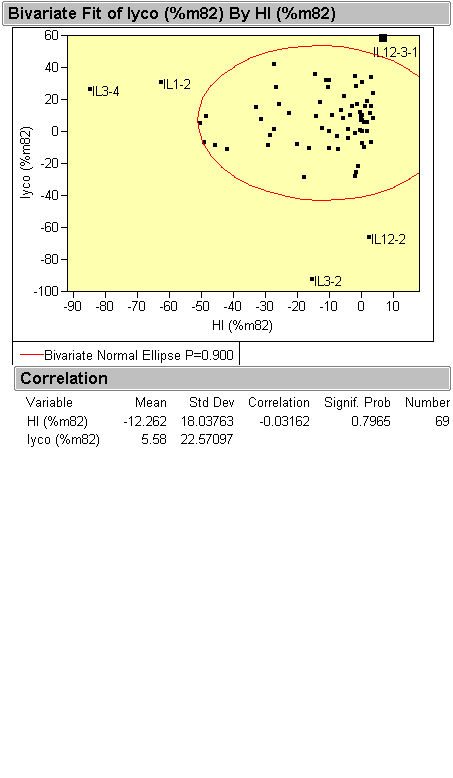 Bivariate Fit of lyco (%m82) By HI (%m82)
60
40
20
0
-20
-40
-60
-80
-100
lyco (%m82)
IL12-3-1
IL3-4
IL1-2
IL12-2
IL3-2
-90 -80 -70 -60 -50 -40 -30 -20 -10 0 10
HI (%m82)
Bivariate Normal Ellipse P=0.900
Correlation
Variable Mean Std Dev Correlation Signif. Prob Number
HI (%m82) -12.262 18.03763 -0.03162 0.7965 69
lyco (%m82) 5.58 22.57097